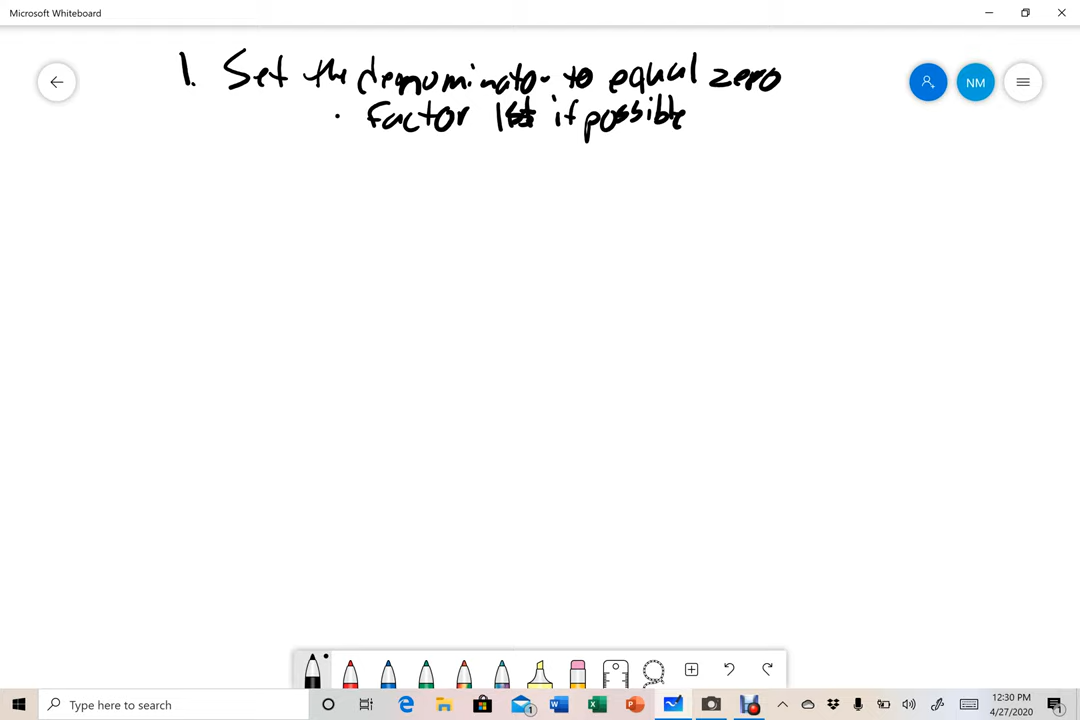 Microsoft Whiteboard
1. Set the denominator to equal zero
· factor 1st if possible
NM
Type here to search
12:30 PM
4/27/2020